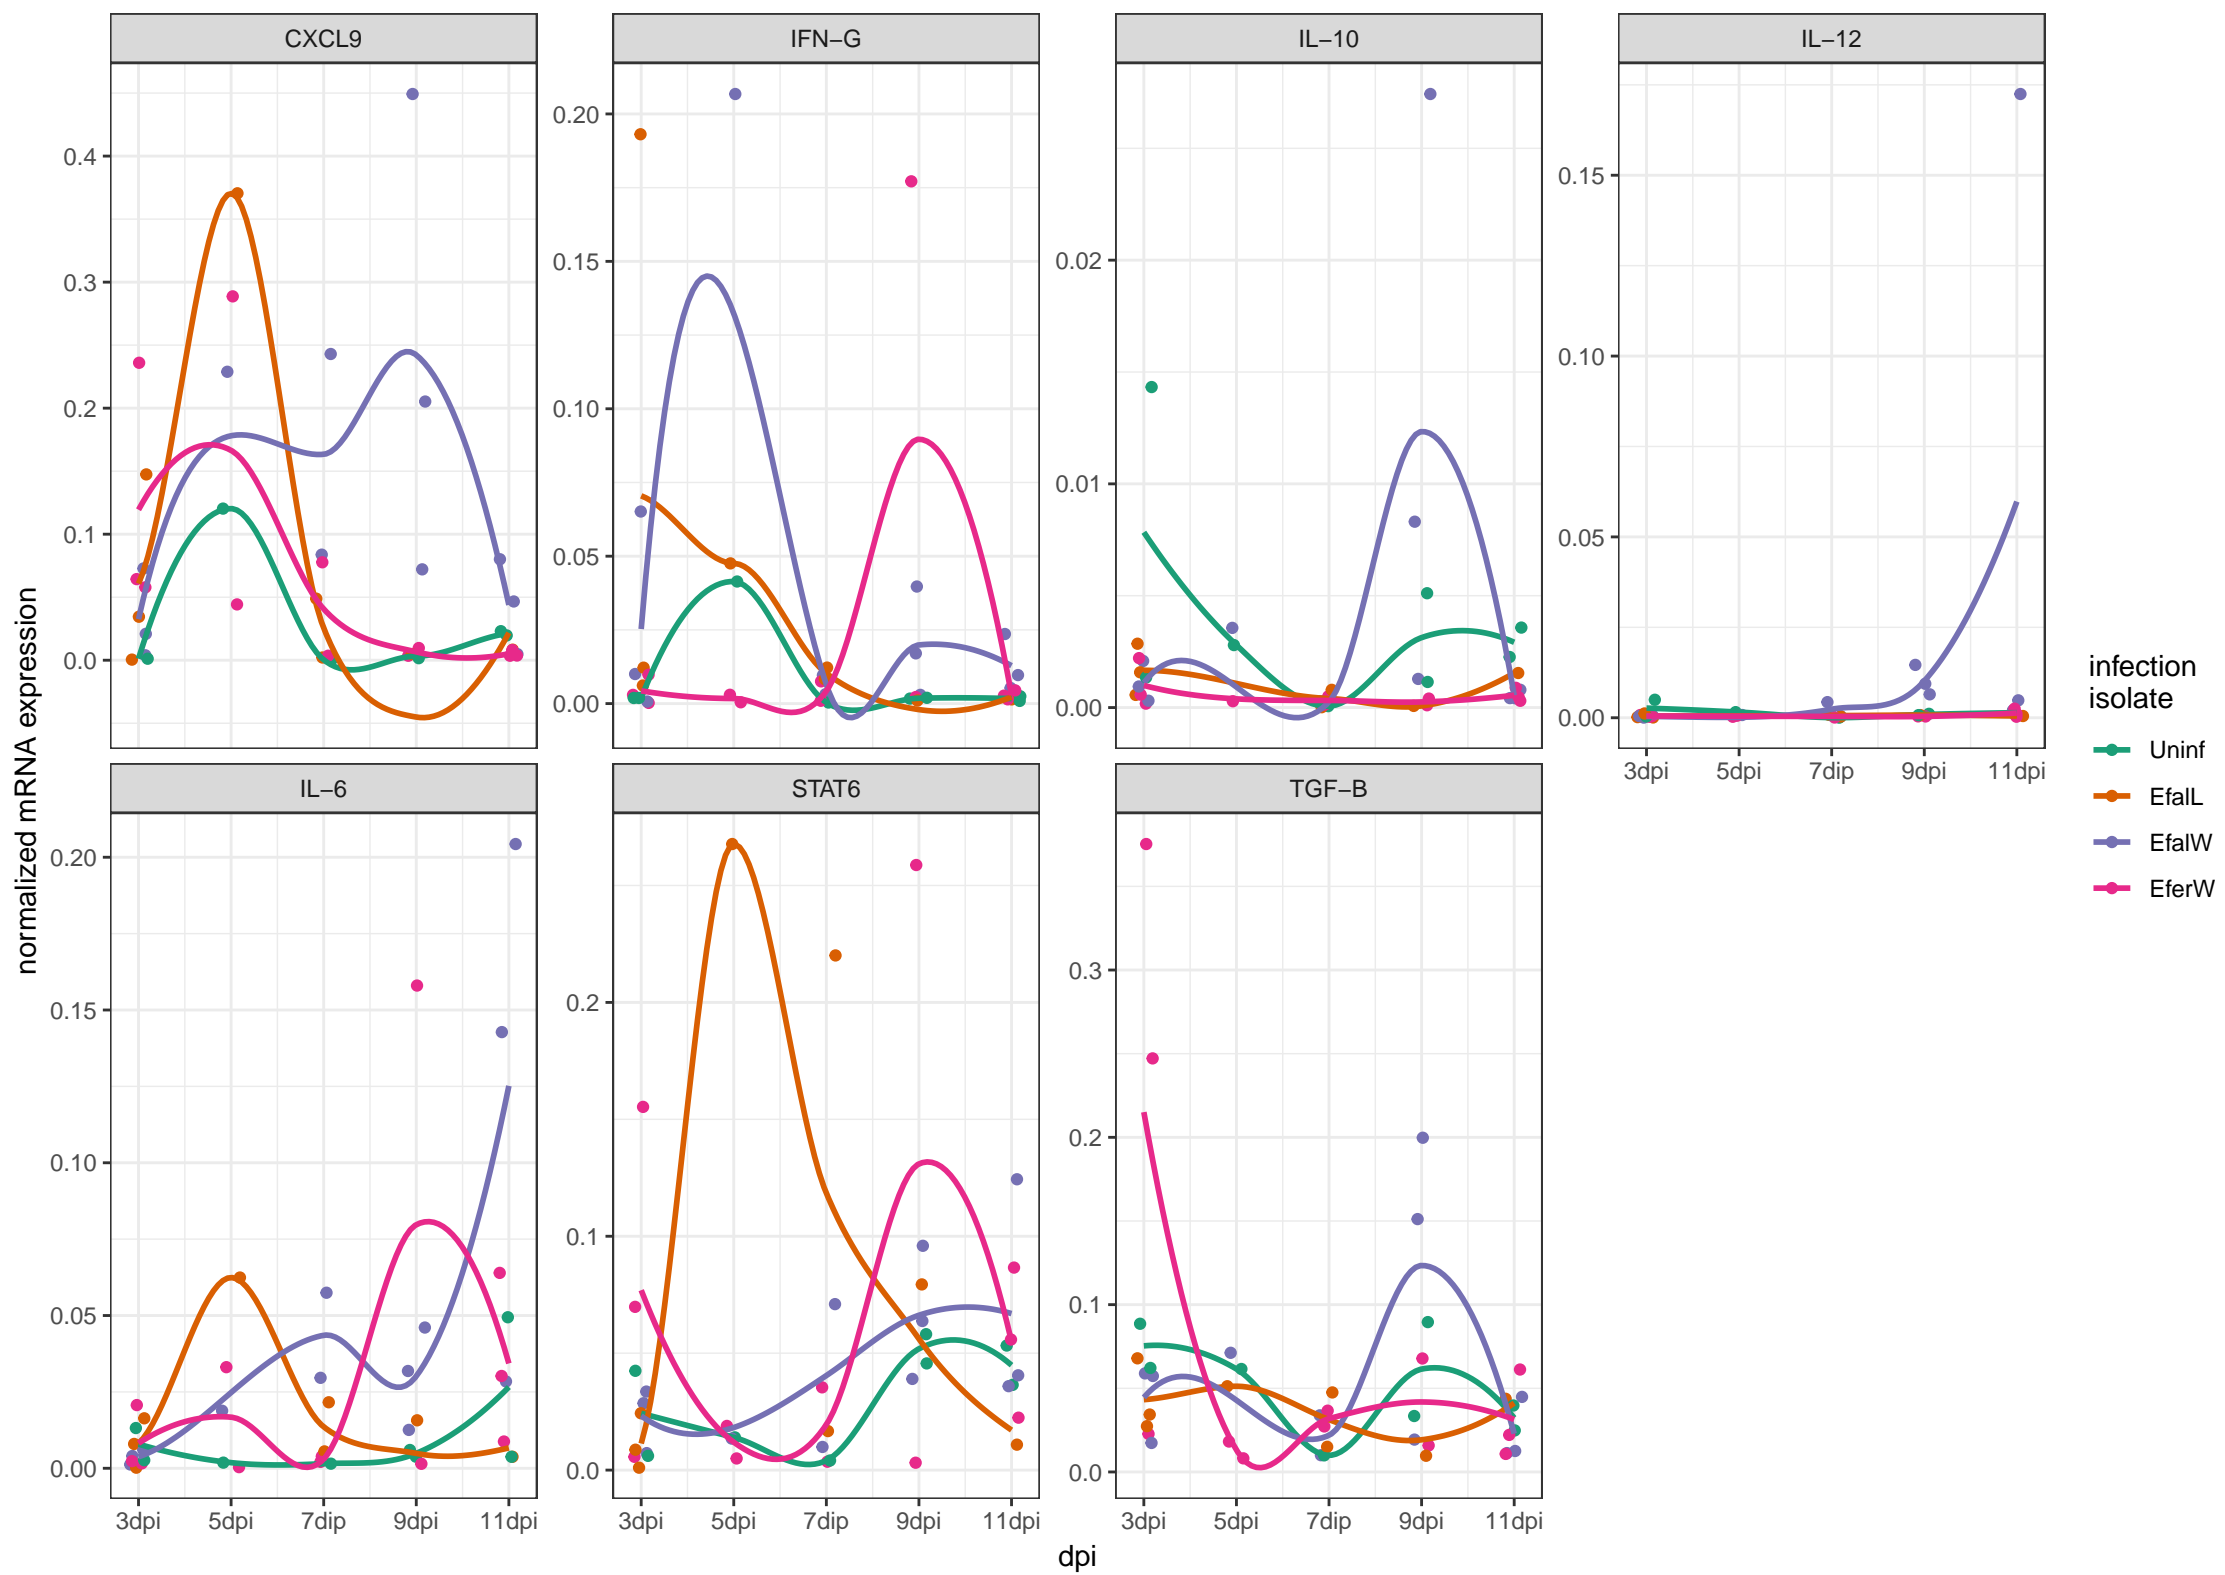 CXCL9
IFN−G
IL−10
IL−12
0.4
0.3
0.2
0.1
0.0
0.20
0.15
0.10
0.05
0.00
0.02
0.01
0.00
0.15
0.10
0.05
0.00
3dpi 5dpi 7dip 9dpi 11dpi
IL−6
STAT6
TGF−B
0.20
0.15
0.10
0.05
0.00
0.2
0.1
0.0
0.3
0.2
0.1
0.0
3dpi 5dpi 7dip 9dpi 11dpi
3dpi 5dpi 7dip 9dpi 11dpi
3dpi 5dpi 7dip 9dpi 11dpi
dpi
normalized mRNA expression
infection
isolate
Uninf
EfalL
EfalW
EferW